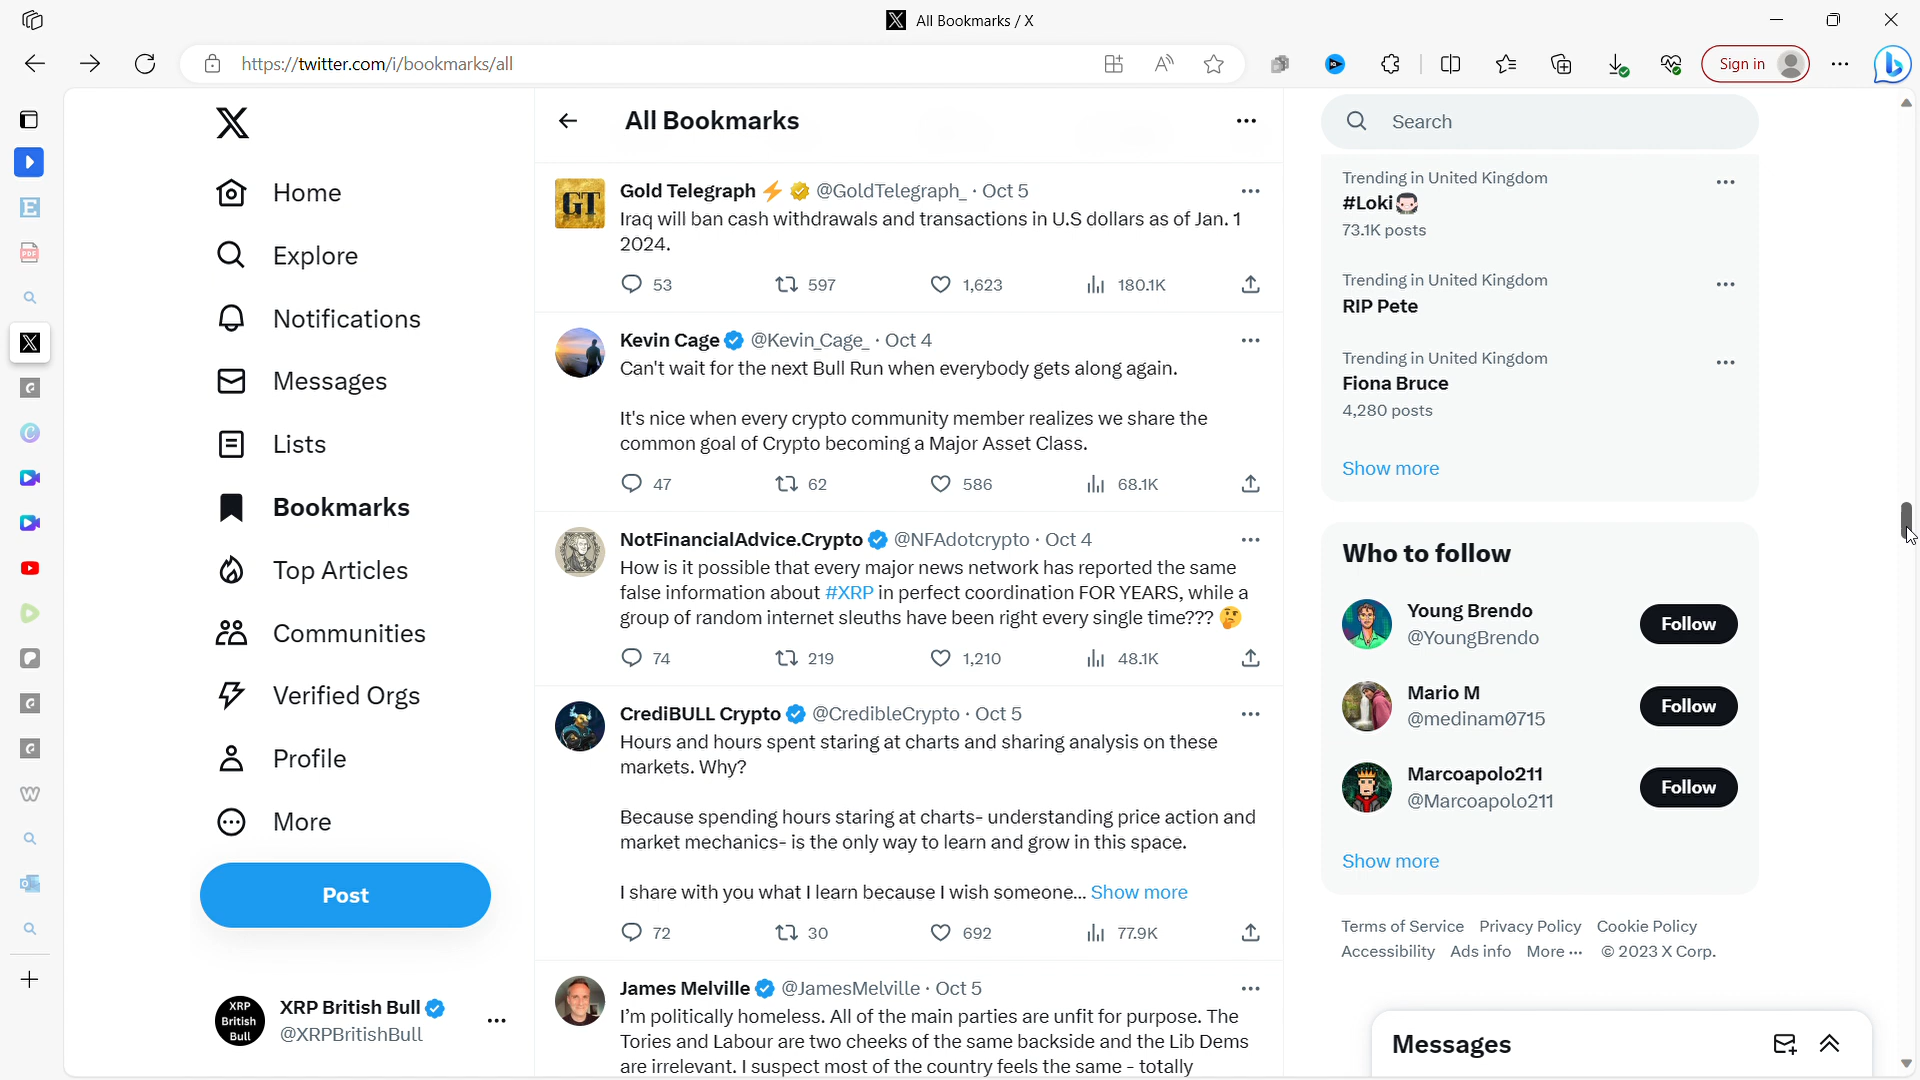 All Bookmarks / X
https://twitter.com/i/bookmarks/all
Sign in
Home
Explore
Notifications
Messages
Lists
Bookmarks
Top Articles
Communities
Verified Orgs
Profile
More
Post
XRP British Bull
XRP British Bull
@XRPBritishBull
All Bookmarks
GT
Gold Telegraph ⚡ @GoldTelegraph_ · Oct 5
Iraq will ban cash withdrawals and transactions in U.S dollars as of Jan. 1
2024.
53 597 1,623 180.1K
Kevin Cage @Kevin_Cage_ · Oct 4
Can't wait for the next Bull Run when everybody gets along again.
It's nice when every crypto community member realizes we share the
common goal of Crypto becoming a Major Asset Class.
47 62 586 68.1K
NotFinancialAdvice.Crypto @NFAdotcrypto · Oct 4
How is it possible that every major news network has reported the same
false information about #XRP in perfect coordination FOR YEARS, while a
group of random internet sleuths have been right every single time??? 🤔
74 219 1,210 48.1K
CrediBULL Crypto @CredibleCrypto · Oct 5
Hours and hours spent staring at charts and sharing analysis on these
markets. Why?
Because spending hours staring at charts- understanding price action and
market mechanics- is the only way to learn and grow in this space.
I share with you what I learn because I wish someone... Show more
72 30 692 77.9K
James Melville @JamesMelville · Oct 5
I'm politically homeless. All of the main parties are unfit for purpose. The
Tories and Labour are two cheeks of the same backside and the Lib Dems
are irrelevant. I suspect most of the country feels the same - totally
Search
Trending in United Kingdom
#Loki
73.1K posts
Trending in United Kingdom
RIP Pete
Trending in United Kingdom
Fiona Bruce
4,280 posts
Show more
Who to follow
Young Brendo
@YoungBrendo
Follow
Mario M
@medinam0715
Follow
Marcoapolo211
@Marcoapolo211
Follow
Show more
Terms of Service Privacy Policy Cookie Policy
Accessibility Ads info More ··· © 2023 X Corp.
Messages